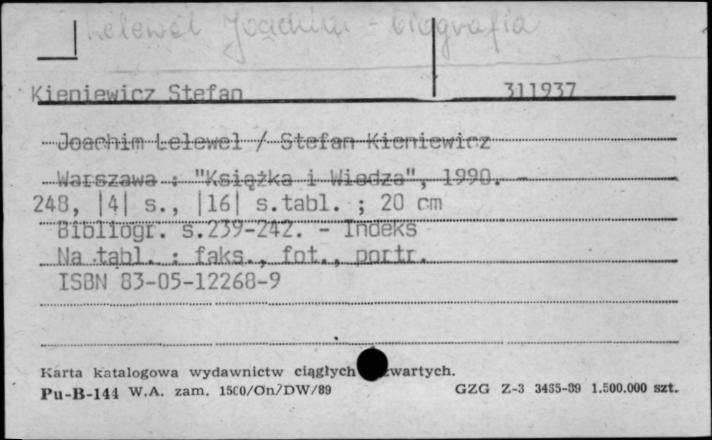 Lelewel Joachim - biografia
Kieniewicz Stefan 311937
Joachim Lelewel / Stefan Kieniewicz
Warszawa : "Książka i Wiedza", 1990. -
248, |4| s., |16| s.tabl. ; 20 cm
Bibliogr. s.239-242. - Indeks
Na tabl. : faks., fot., portr.
ISBN 83-05-12268-9
Karta katalogowa wydawnictw ciągłych wartych.
Pu-B-144 W.A. zam. 1500/On/DW/89 GZG Z-3 3485-89 1.500.000 szt.